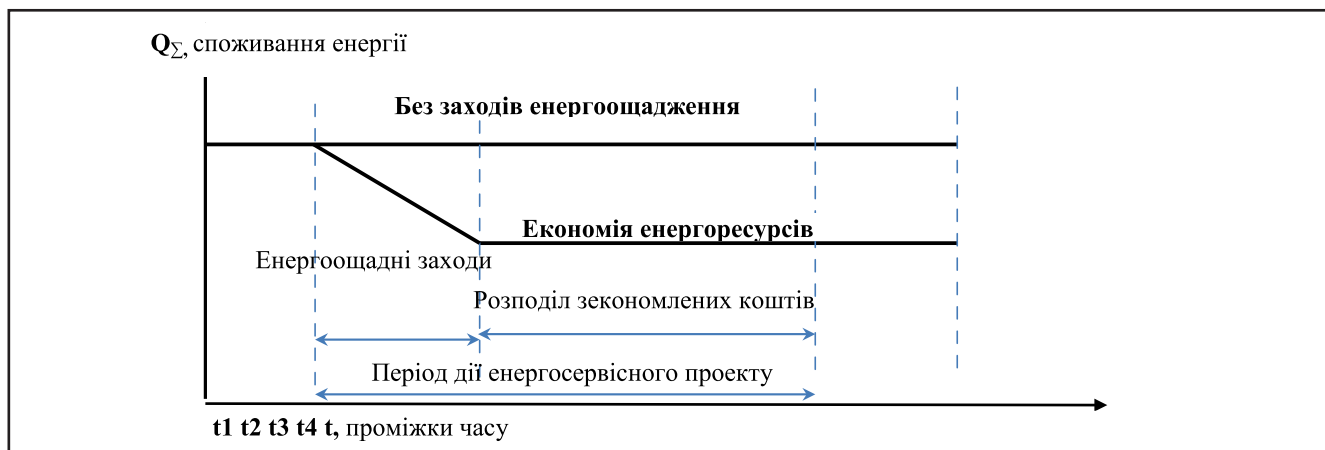 Q∑, споживання енергії
Без заходів енергоощадження
Економія енергоресурсів
Енергоощадні заходи
Розподіл зекономлених коштів
Період дії енергосервісного проекту
t1 t2 t3 t4 t, проміжки часу